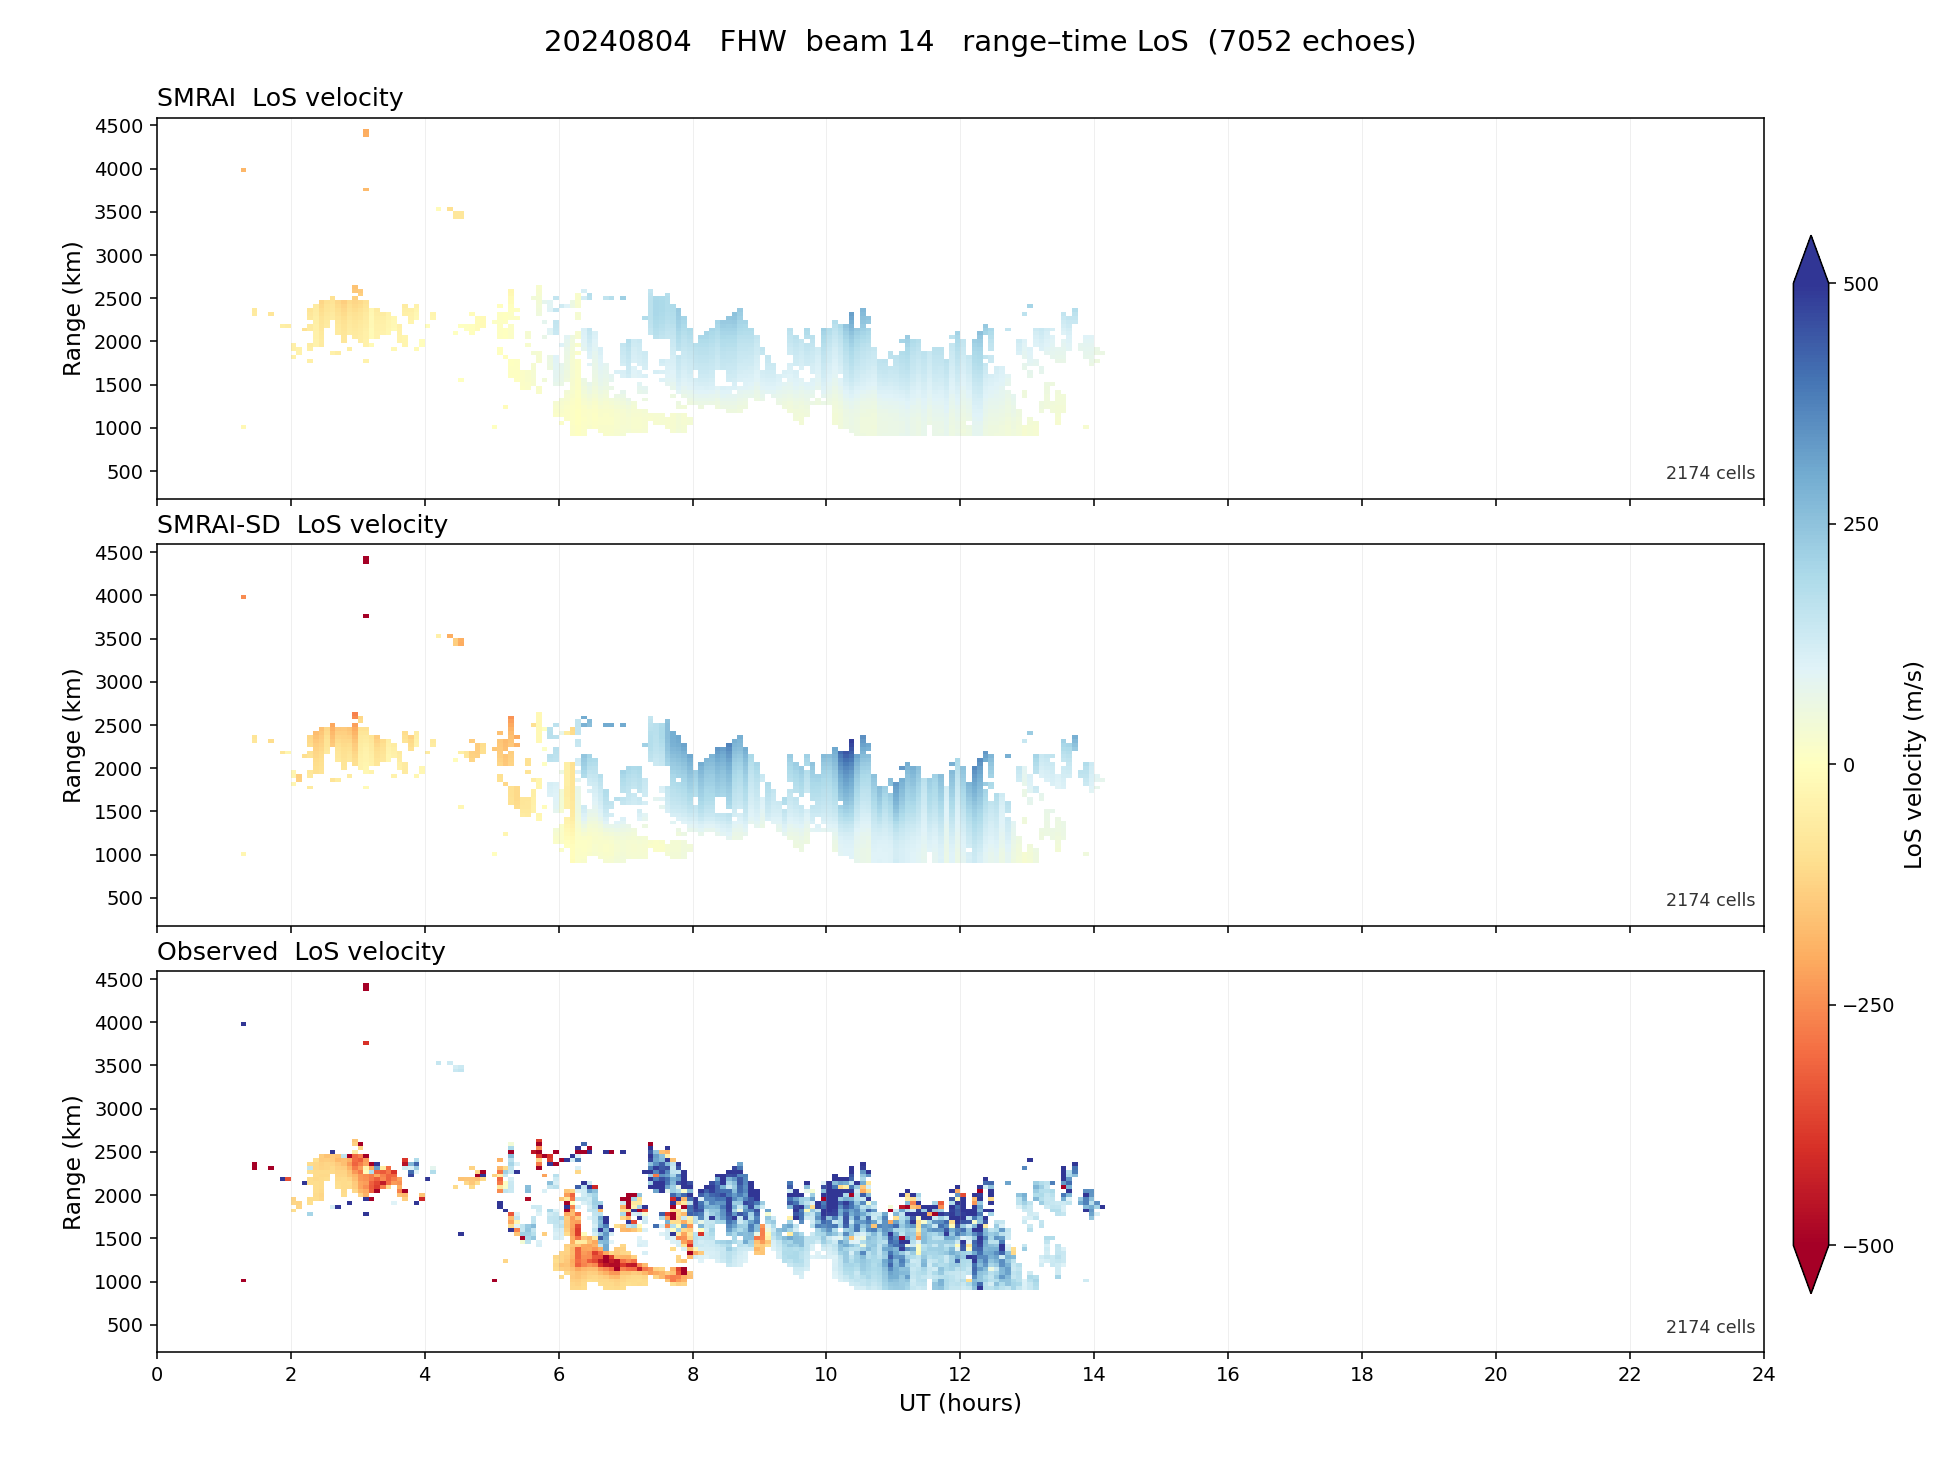 20240804   FHW  beam 14   range–time LoS  (7052 echoes)
SMRAI  LoS velocity
4500
4000
3500
3000
2500
2000
1500
1000
500
Range (km)
2174 cells
SMRAI-SD  LoS velocity
4500
4000
3500
3000
2500
2000
1500
1000
500
Range (km)
2174 cells
Observed  LoS velocity
4500
4000
3500
3000
2500
2000
1500
1000
500
Range (km)
2174 cells
0 2 4 6 8 10 12 14 16 18 20 22 24
UT (hours)
500
250
0
−250
−500
LoS velocity (m/s)